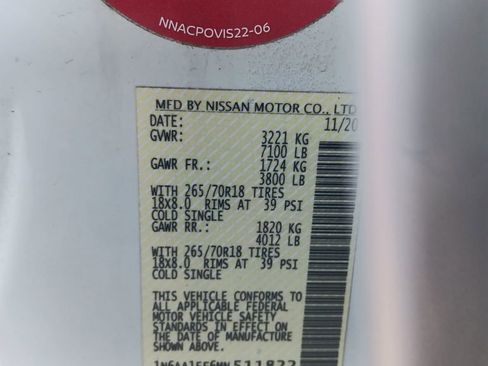 NNACPOVIS22-06
MFD BY NISSAN MOTOR CO., LTD
DATE: 11/20
GVWR: 3221 KG
7100 LB
GAWR FR.: 1724 KG
3800 LB
WITH 265/70R18 TIRES
18X8.0 RIMS AT 39 PSI
COLD SINGLE
GAWR RR.: 1820 KG
4012 LB
WITH 265/70R18 TIRES
18X8.0 RIMS AT 39 PSI
COLD SINGLE
THIS VEHICLE CONFORMS TO
ALL APPLICABLE FEDERAL
MOTOR VEHICLE SAFETY
STANDARDS IN EFFECT ON
THE DATE OF MANUFACTURE
SHOWN ABOVE.